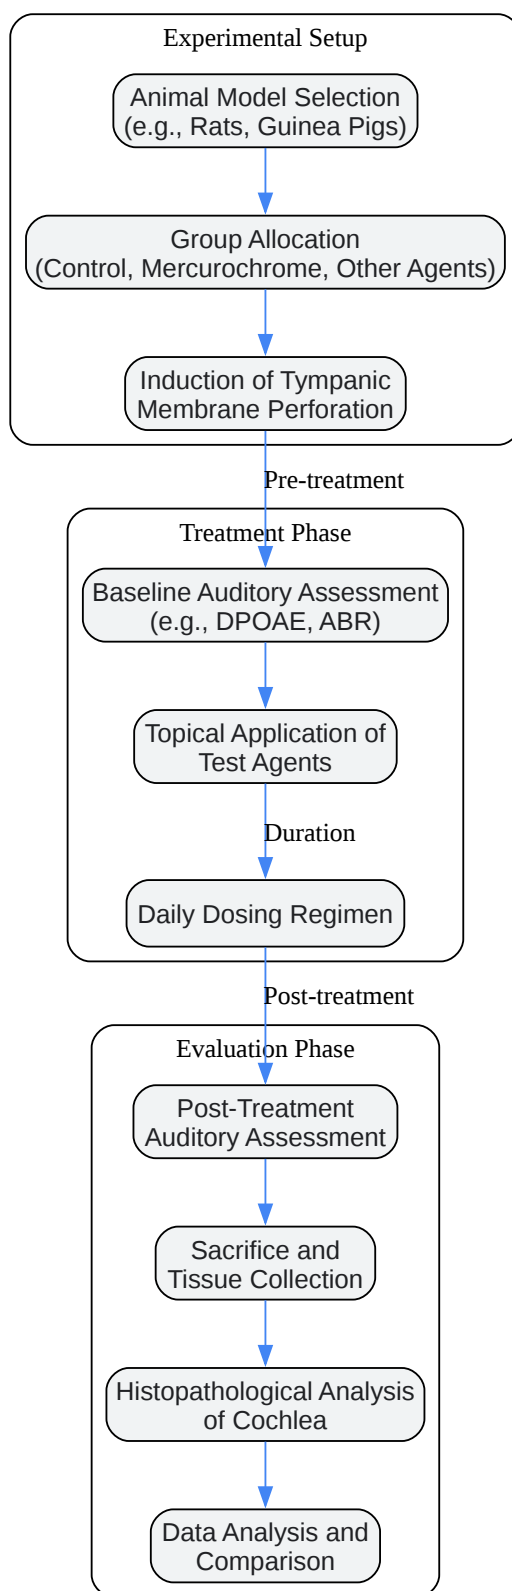 Experimental Setup
Animal Model Selection
(e.g., Rats, Guinea Pigs)
Group Allocation
(Control, Mercurochrome, Other Agents)
Induction of Tympanic
Membrane Perforation
Pre-treatment
Treatment Phase
Baseline Auditory Assessment
(e.g., DPOAE, ABR)
Topical Application of
Test Agents
Duration
Daily Dosing Regimen
Post-treatment
Evaluation Phase
Post-Treatment
Auditory Assessment
Sacrifice and
Tissue Collection
Histopathological Analysis
of Cochlea
Data Analysis and
Comparison